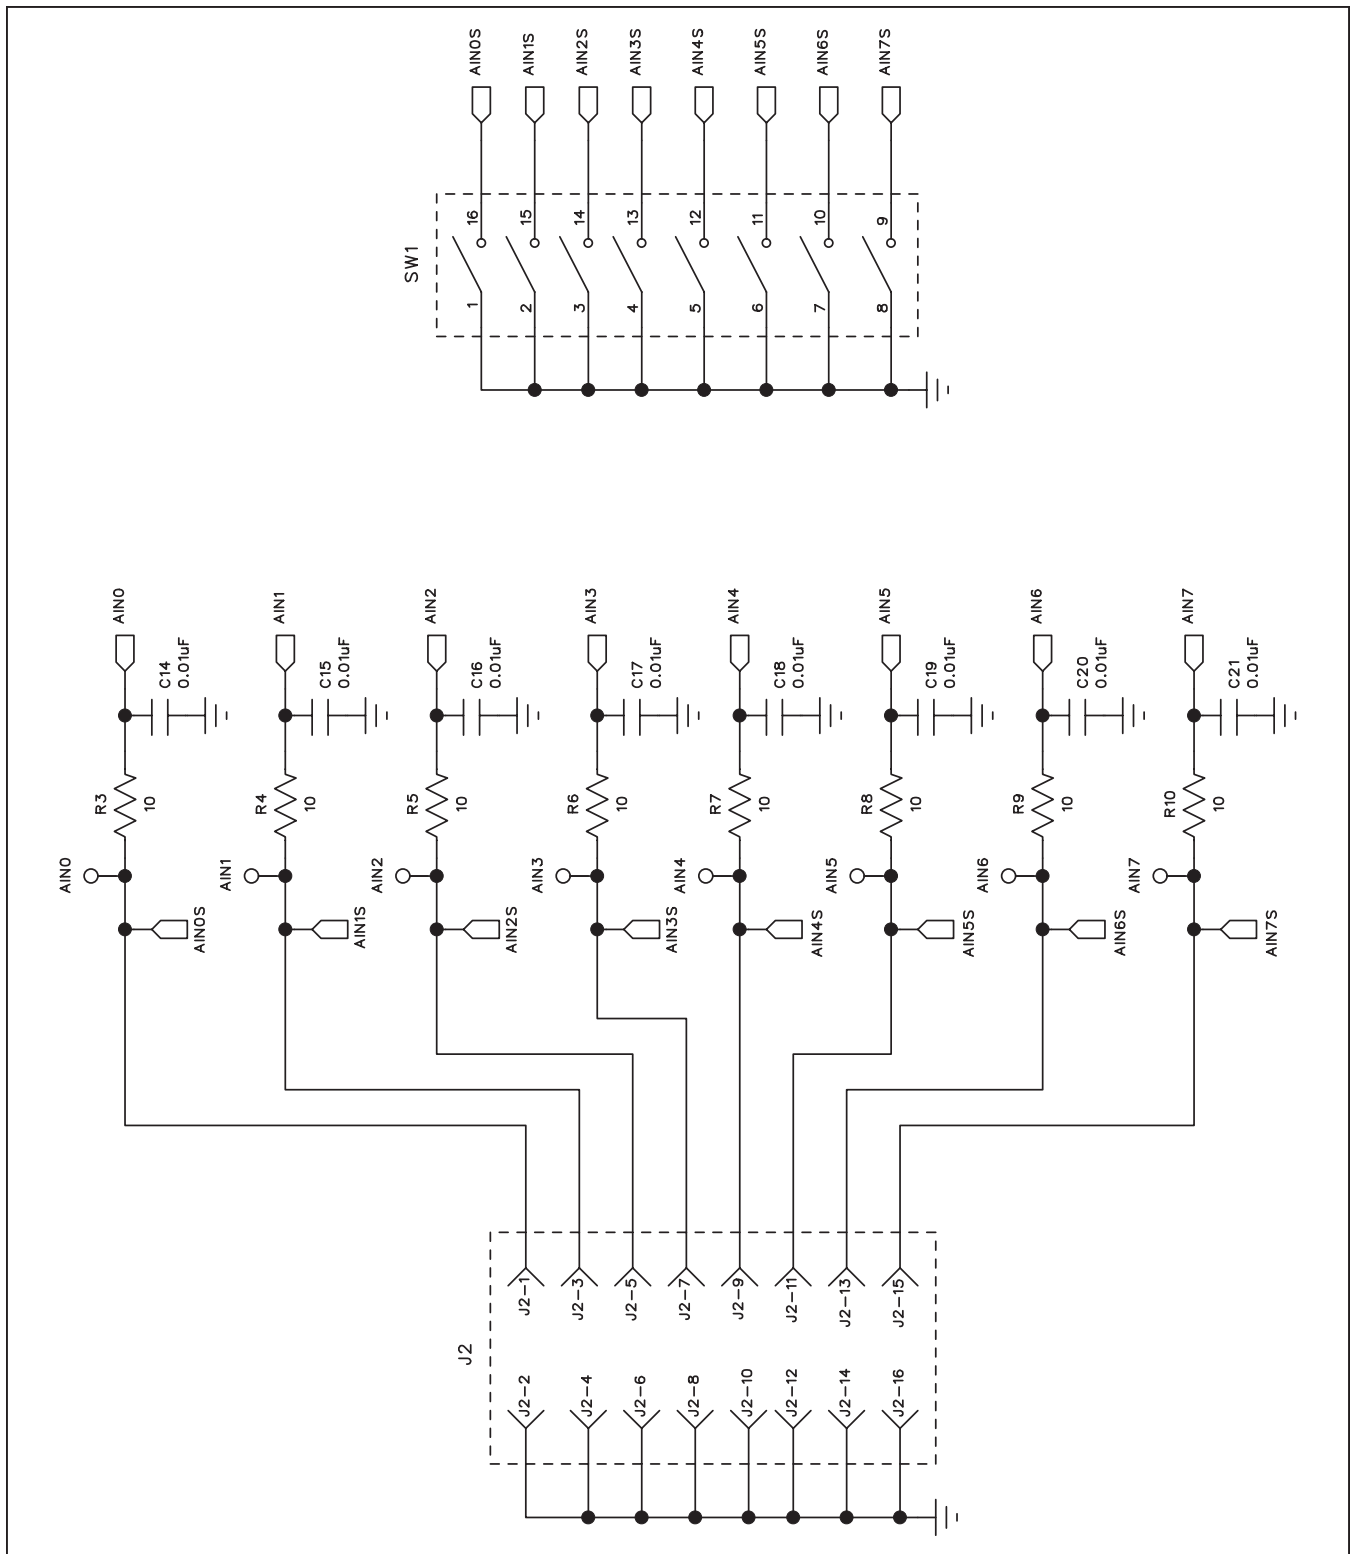 AIN0S
AIN1S
AIN2S
AIN3S
AIN4S
AIN5S
AIN6S
AIN7S
SW1
16
15
14
13
12
11
10
9
1
2
3
4
5
6
7
8
AIN0
AIN1
AIN2
AIN3
AIN4
AIN5
AIN6
AIN7
C14
0.01uF
C15
0.01uF
C16
0.01uF
C17
0.01uF
C18
0.01uF
C19
0.01uF
C20
0.01uF
C21
0.01uF
R3
10
R4
10
R5
10
R6
10
R7
10
R8
10
R9
10
R10
10
AIN0
AIN1
AIN2
AIN3
AIN4
AIN5
AIN6
AIN7
AIN0S
AIN1S
AIN2S
AIN3S
AIN4S
AIN5S
AIN6S
AIN7S
J2
J2-1
J2-3
J2-5
J2-7
J2-9
J2-11
J2-13
J2-15
J2-2
J2-4
J2-6
J2-8
J2-10
J2-12
J2-14
J2-16